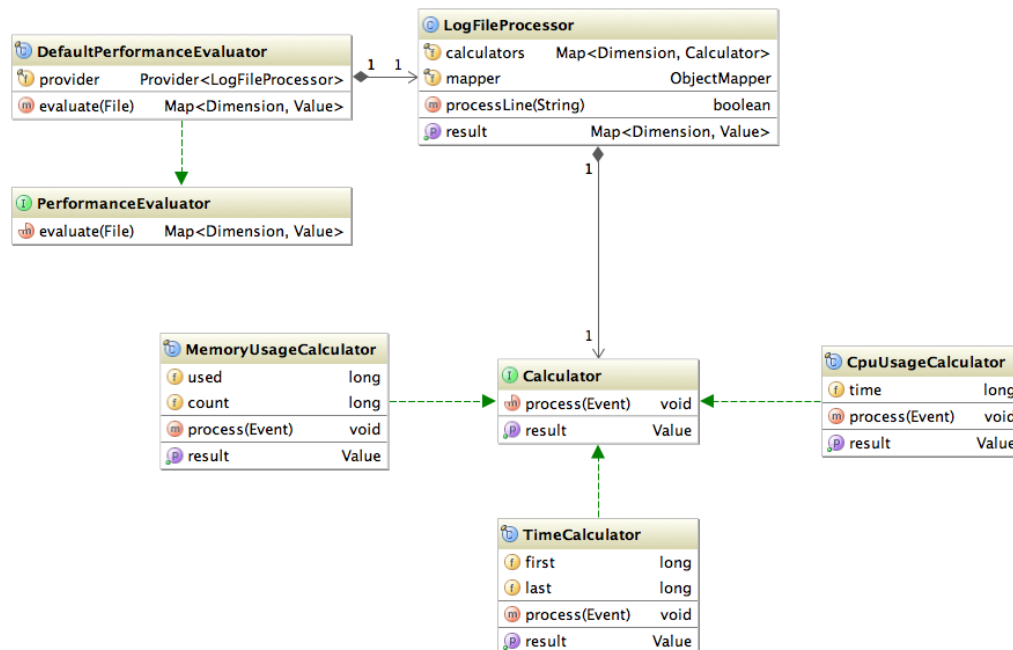 LogFileProcessor
calculators Map<Dimension, Calculator>
mapper ObjectMapper
processLine(String) boolean
result Map<Dimension, Value>
DefaultPerformanceEvaluator
provider Provider<LogFileProcessor>
evaluate(File) Map<Dimension, Value>
1 1
PerformanceEvaluator
evaluate(File) Map<Dimension, Value>
1
1
MemoryUsageCalculator
used long
count long
process(Event) void
result Value
Calculator
process(Event) void
result Value
CpuUsageCalculator
time long
process(Event) void
result Value
TimeCalculator
first long
last long
process(Event) void
result Value